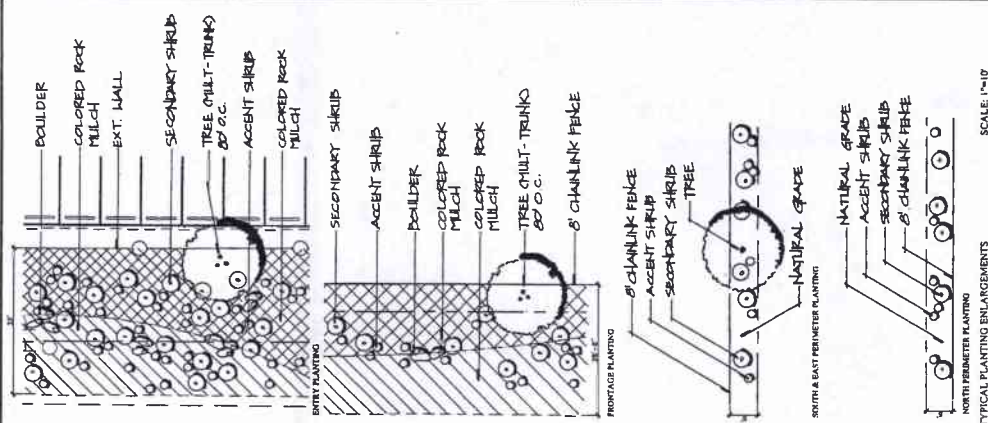 BOULDER
COLORED ROCK
MULCH
EXT. WALL
SECONDARY SHRUB
TREE (MULT-TRUNK)
80' O.C.
ACCENT SHRUB
COLORED ROCK
MULCH
ENTRY PLANTING
SECONDARY SHRUB
ACCENT SHRUB
BOULDER
COLORED ROCK
MULCH
COLORED ROCK
MULCH
TREE (MULT-TRUNK)
80' O.C.
8' CHAINLINK FENCE
FRONTAGE PLANTING
8' CHAINLINK FENCE
ACCENT SHRUB
SECONDARY SHRUB
TREE
NATURAL GRADE
SOUTH & EAST PERIMETER PLANTING
NATURAL GRADE
ACCENT SHRUB
SECONDARY SHRUB
8' CHAINLINK FENCE
NORTH PERIMETER PLANTING
TYPICAL PLANTING ENLARGEMENTS
SCALE: 1"=10'